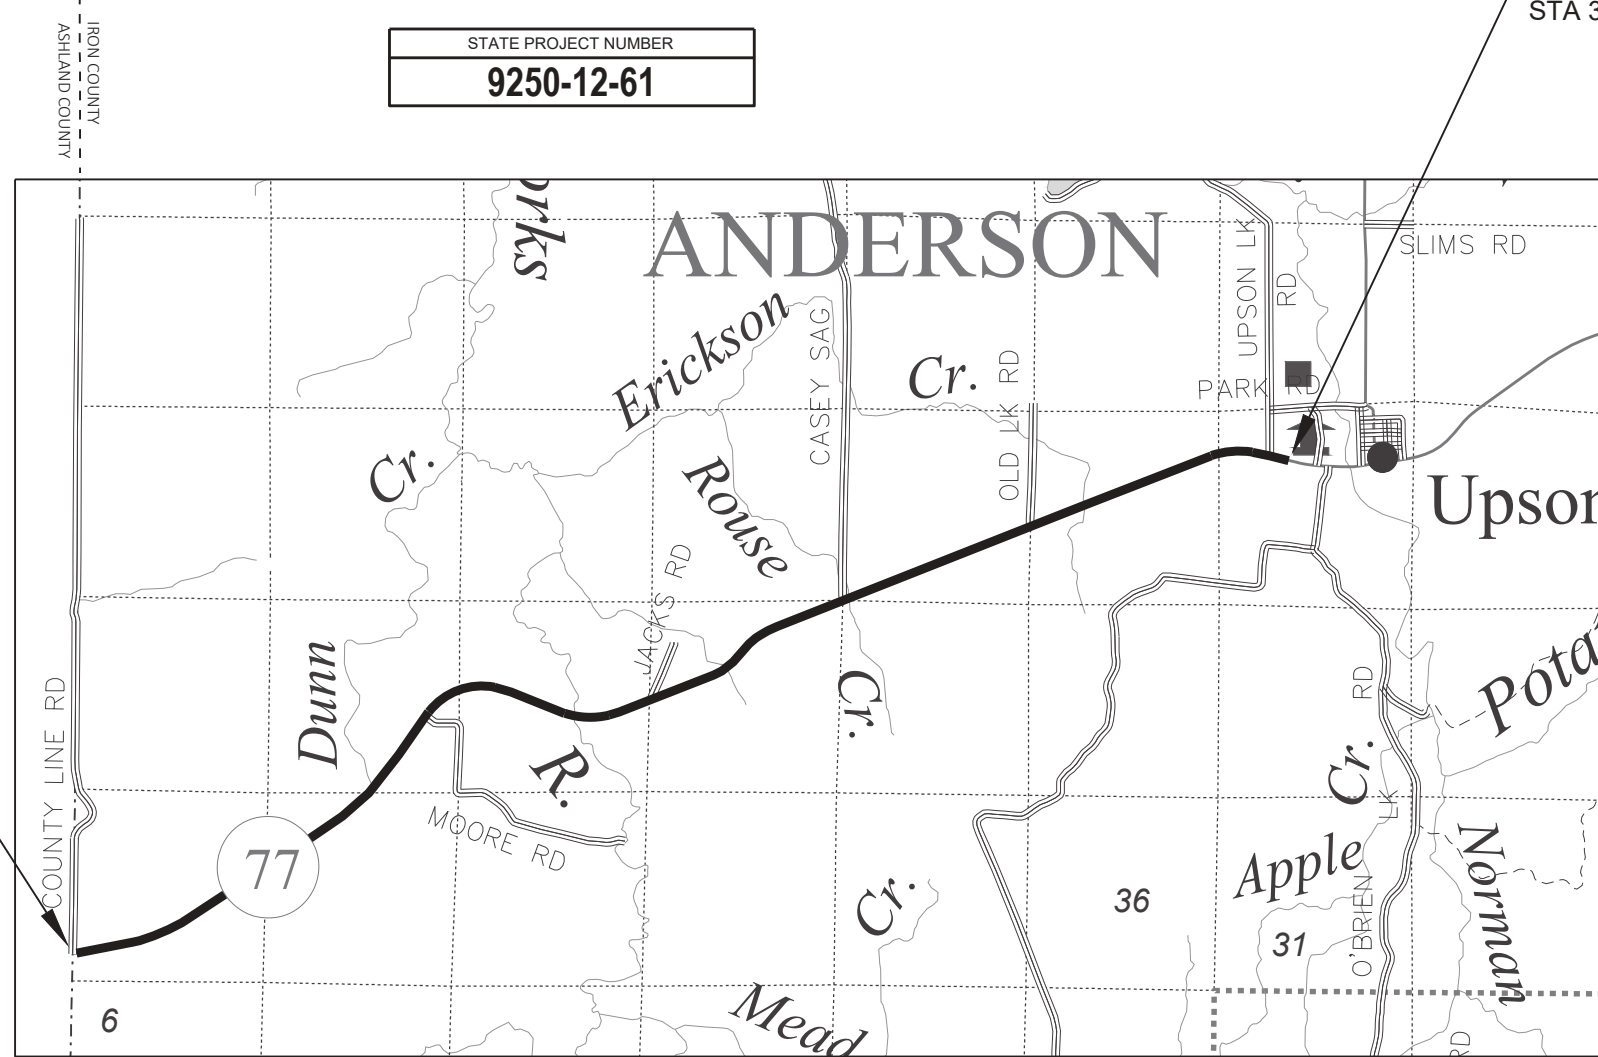 STA 3
IRON COUNTY
ASHLAND COUNTY
STATE PROJECT NUMBER
9250-12-61
orks
ANDERSON
SLIMS RD
UPSON LK
RD
Erickson
CASEY SAG
Cr.
OLD LK RD
PARK RD
Cr.
Rouse
Upson
JACKS RD
Dunn
COUNTY LINE RD
Cr.
RD
Pota
R.
Cr.
LK
MOORE RD
77
Apple
Norman
Cr.
36
31
O'BRIEN
6
Mead
RD